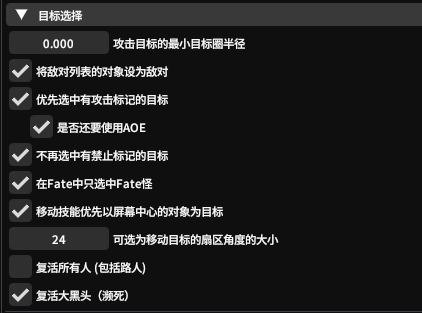 目标选择
0.000 攻击目标的最小目标圈半径
将敌对列表的对象设为敌对
优先选中有攻击标记的目标
是否还要使用AOE
不再选中有禁止标记的目标
在Fate中只选中Fate怪
移动技能优先以屏幕中心的对象为目标
24 可选为移动目标的扇区角度的大小
复活所有人 (包括路人)
复活大黑头（濒死）